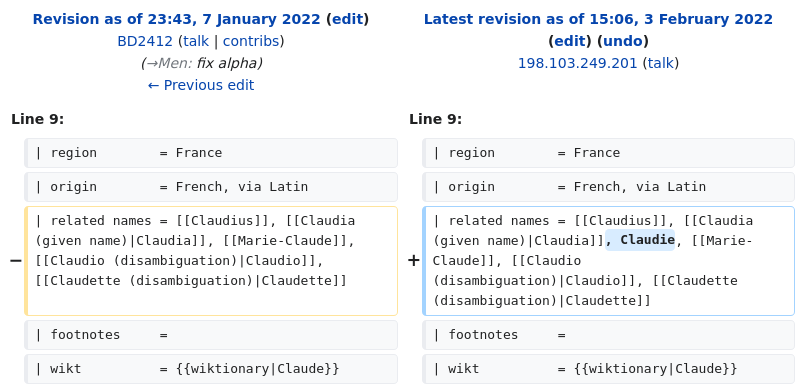 Revision as of 23:43, 7 January 2022 (edit)
BD2412 (talk | contribs)
(→Men: fix alpha)
← Previous edit
Latest revision as of 15:06, 3 February 2022
(edit) (undo)
198.103.249.201 (talk)
Line 9:
Line 9:
| region        = France
| region        = France
| origin        = French, via Latin
| origin        = French, via Latin
−
| related names = [[Claudius]], [[Claudia
(given name)|Claudia]], [[Marie-Claude]],
[[Claudio (disambiguation)|Claudio]],
[[Claudette (disambiguation)|Claudette]]
+
| related names = [[Claudius]], [[Claudia
(given name)|Claudia]], Claudie, [[Marie-
Claude]], [[Claudio
(disambiguation)|Claudio]], [[Claudette
(disambiguation)|Claudette]]
| footnotes     =
| footnotes     =
| wikt          = {{wiktionary|Claude}}
| wikt          = {{wiktionary|Claude}}